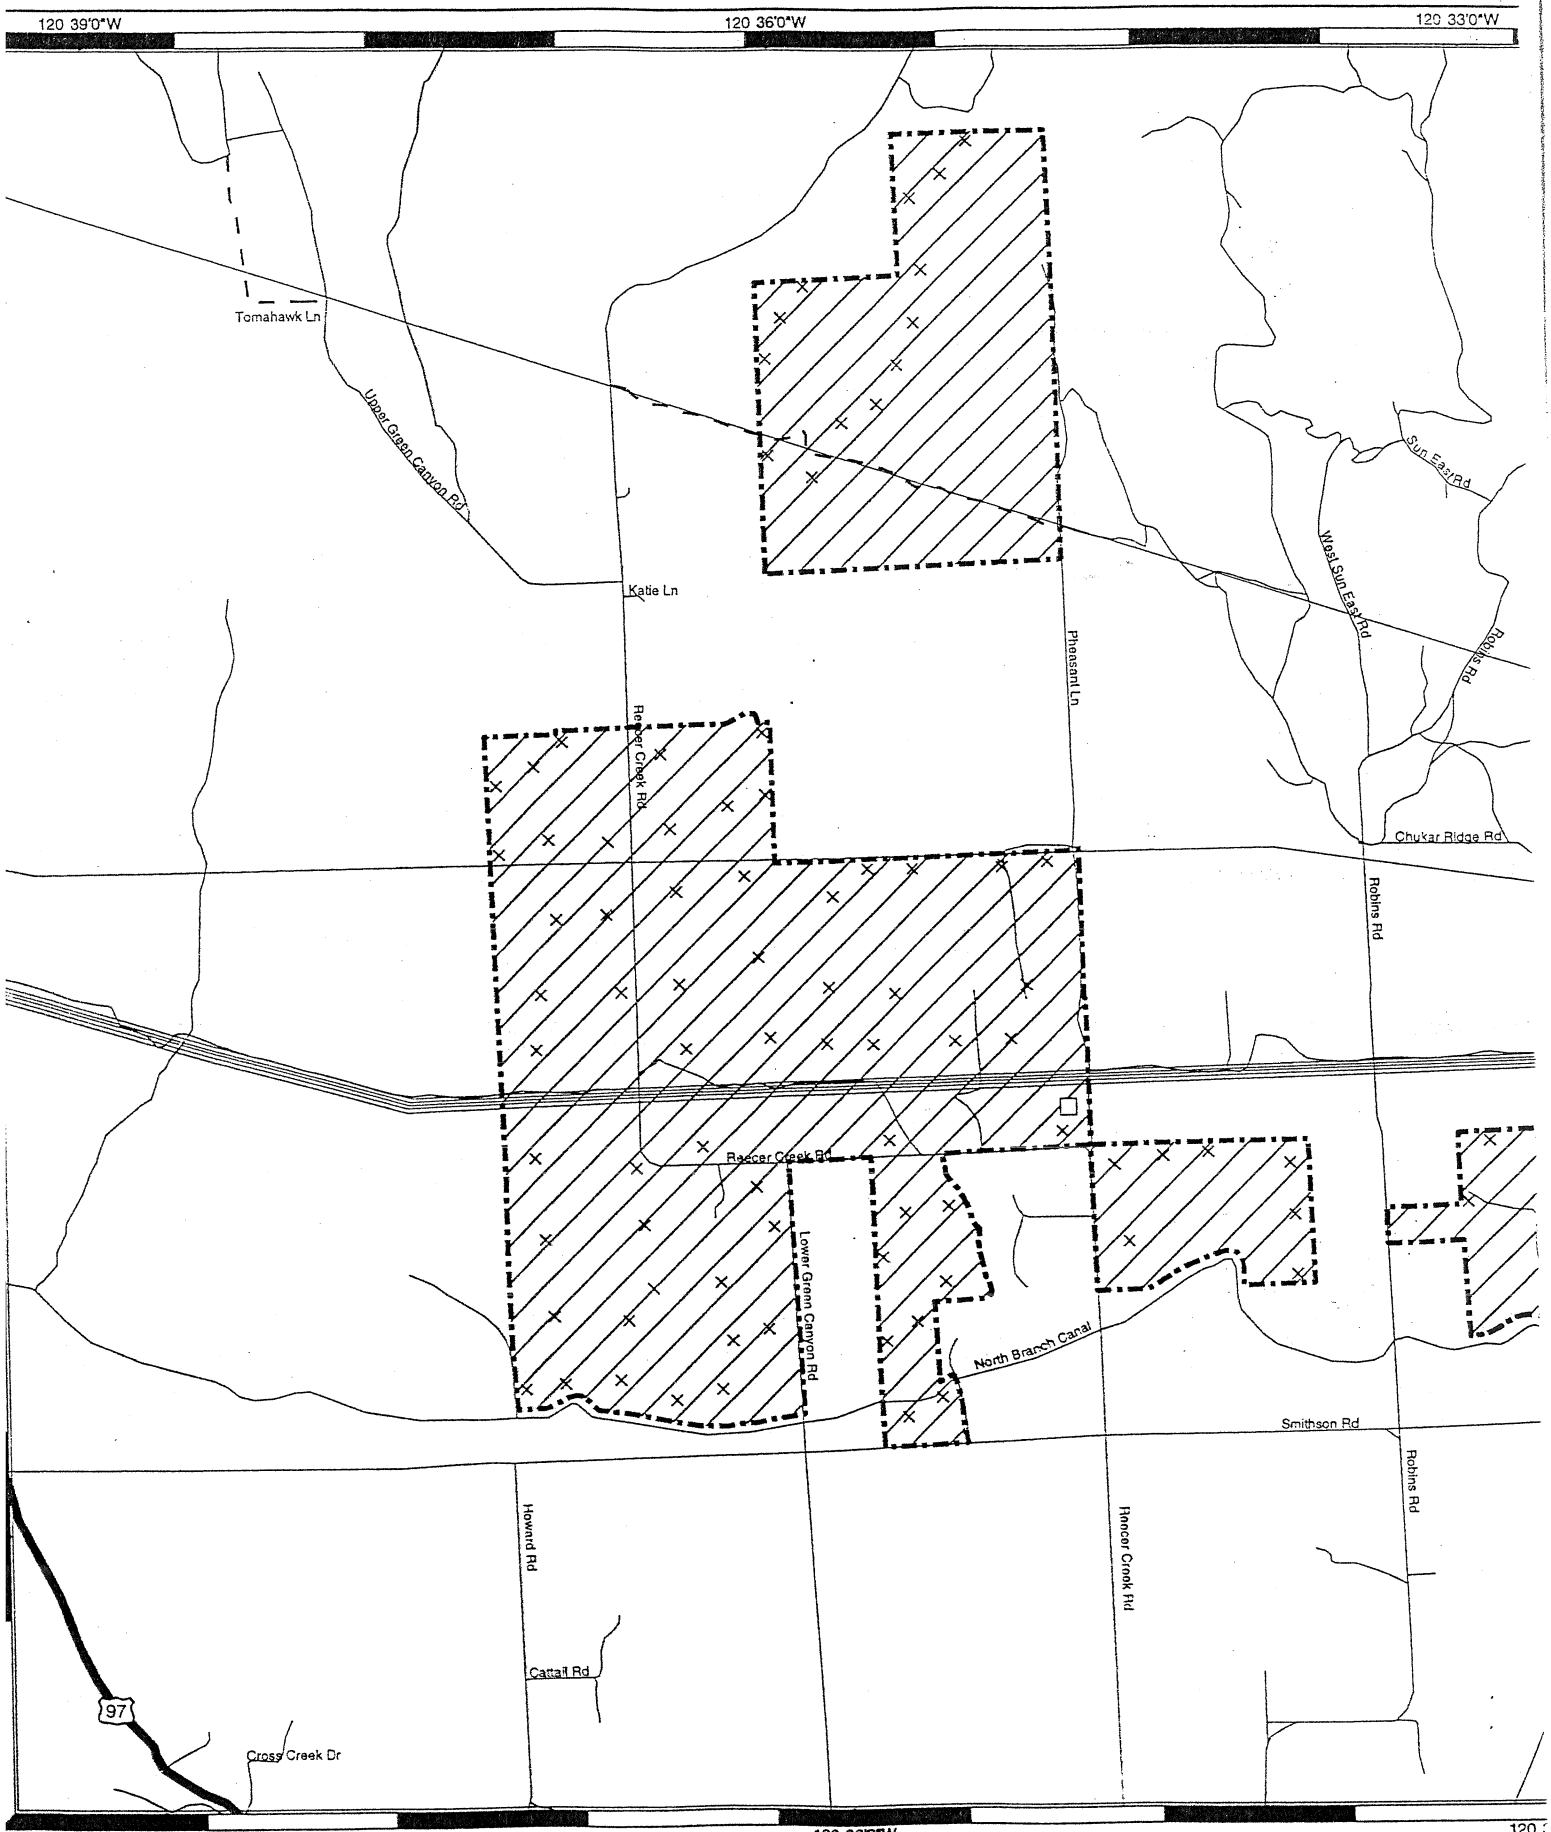 120 39'0"W
120 36'0"W
120 33'0"W
Tomahawk Ln
Upper Green Canyon Rd
Sun East Rd
West Sun East Rd
Robins Rd
Katie Ln
Pheasant Ln
Reecer Creek Rd
Chukar Ridge Rd
Robins Rd
Reecer Creek Rd
Lower Green Canyon Rd
North Branch Canal
Smithson Rd
Robins Rd
Howard Rd
Reecer Creek Rd
Cattail Rd
97
Cross Creek Dr